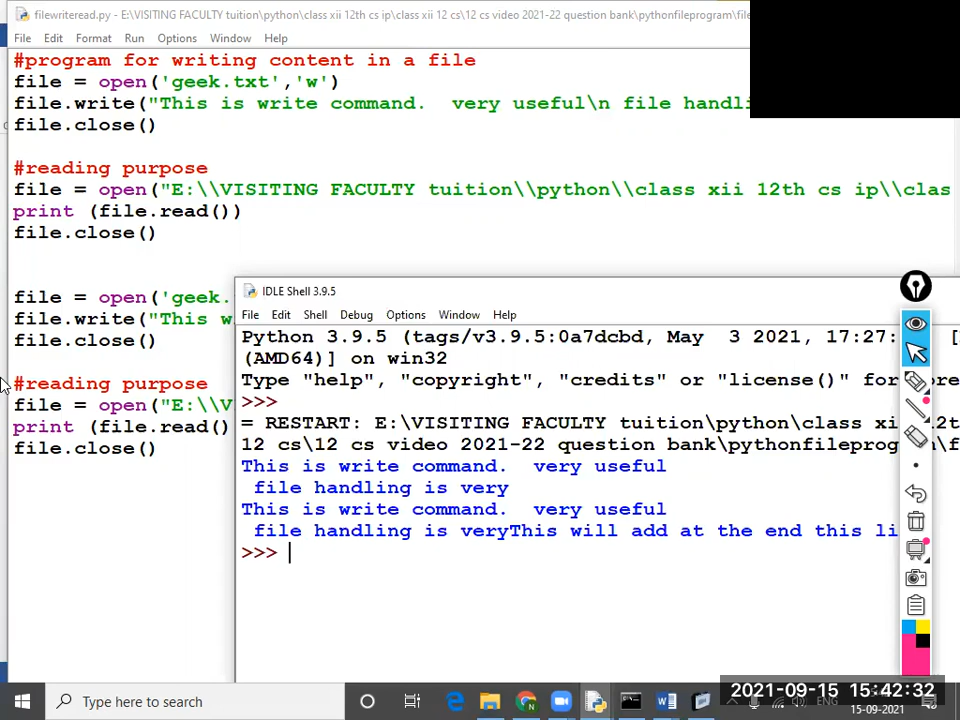 filewriteread.py - E:\VISITING FACULTY tuition\python\class xii 12th cs ip\class xii 12 cs\12 cs video 2021-22 question bank\pythonfileprogram\file
File Edit Format Run Options Window Help
#program for writing content in a file
file = open('geek.txt','w')
file.write("This is write command.  very useful\n file handli
file.close()
#reading purpose
file = open("E:\\VISITING FACULTY tuition\\python\\class xii 12th cs ip\\clas
print (file.read())
file.close()
file = open('geek.
file.write("This w
file.close()
#reading purpose
file = open("E:\\V
print (file.read()
file.close()
IDLE Shell 3.9.5
File Edit Shell Debug Options Window Help
Python 3.9.5 (tags/v3.9.5:0a7dcbd, May  3 2021, 17:27:
(AMD64)] on win32
Type "help", "copyright", "credits" or "license()" for
>>>
= RESTART: E:\VISITING FACULTY tuition\python\class xi
12 cs\12 cs video 2021-22 question bank\pythonfileprog
This is write command.  very useful
 file handling is very
This is write command.  very useful
 file handling is veryThis will add at the end this li
>>>
Type here to search
2021-09-15 15:42:32
15-09-2021